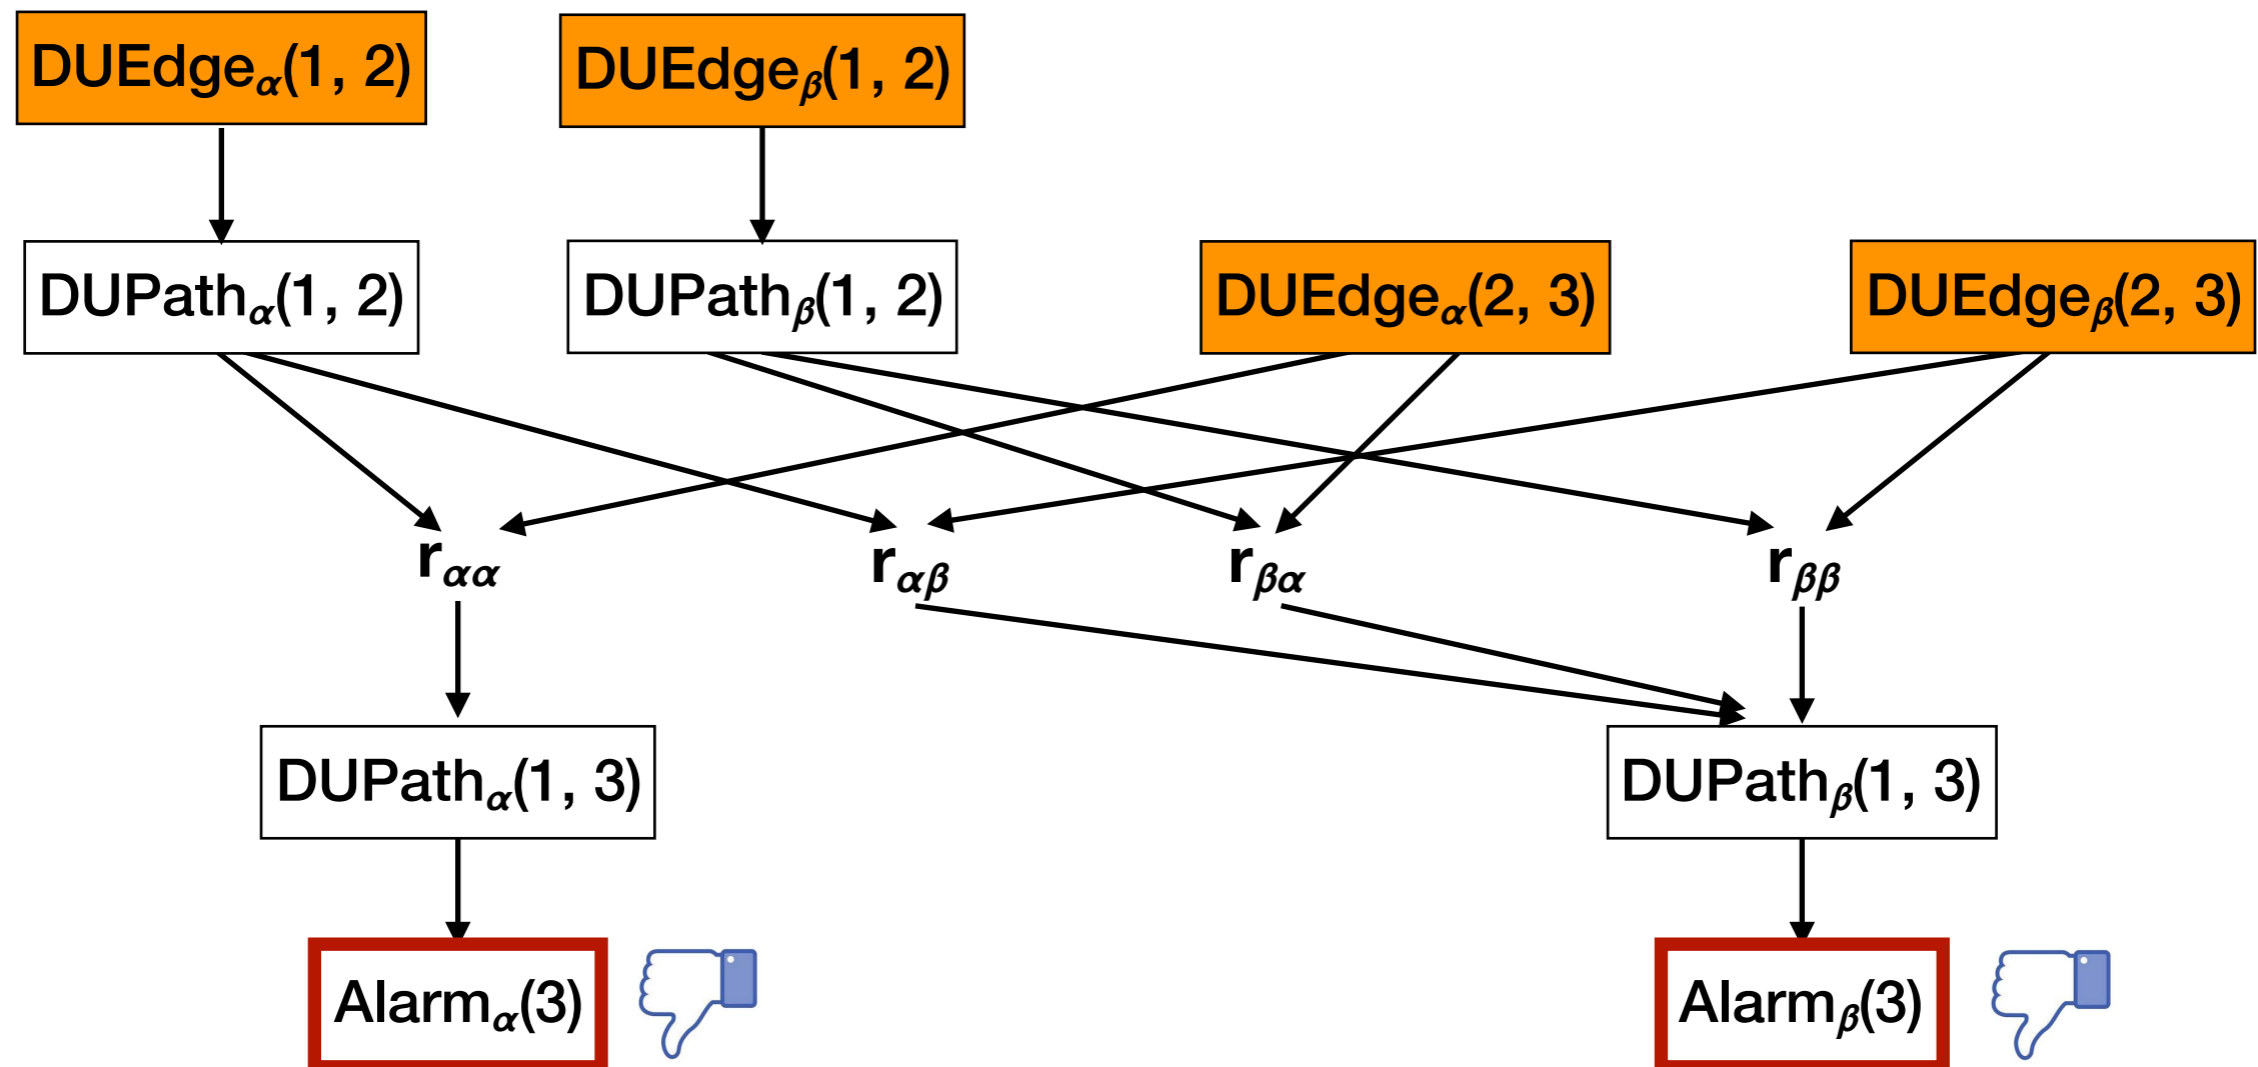 DUEdgeα(1, 2)
DUEdgeβ(1, 2)
DUPathα(1, 2)
DUPathβ(1, 2)
DUEdgeα(2, 3)
DUEdgeβ(2, 3)
rαα
rαβ
rβα
rββ
DUPathα(1, 3)
DUPathβ(1, 3)
Alarmα(3)
Alarmβ(3)